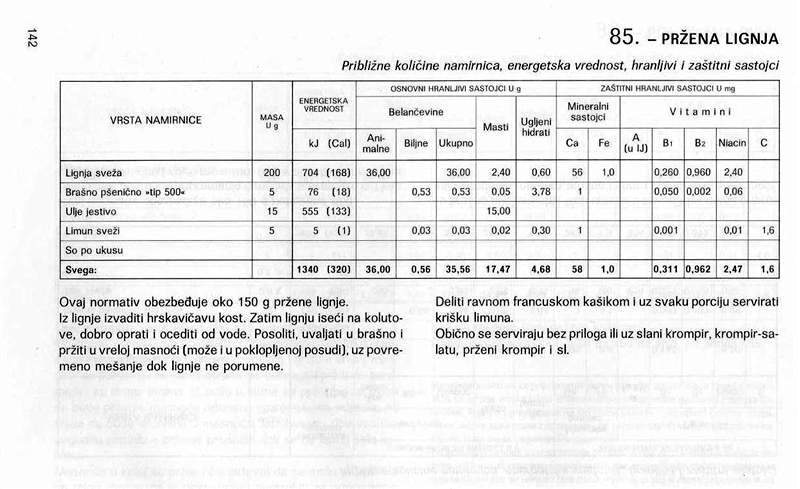 142
85. – PRŽENA LIGNJA
Približne količine namirnica, energetska vrednost, hranljivi i zaštitni sastojci
VRSTA NAMIRNICE MASA U g ENERGETSKA VREDNOST OSNOVNI HRANLJIVI SASTOJCI U g ZAŠTITNI HRANLJIVI SASTOJCI U mg
Belančevine Masti Ugljeni hidrati Mineralni sastojci Vitamini
kJ (Cal) Ani-malne Biljne Ukupno Ca Fe A (u IJ) B1 B2 Niacin C
Lignja sveža 200 704 (168) 36,00 36,00 2,40 0,60 56 1,0 0,260 0,960 2,40
Brašno pšenično »tip 500« 5 76 (18) 0,53 0,53 0,05 3,78 1 0,050 0,002 0,06
Ulje jestivo 15 555 (133) 15,00
Limun sveži 5 5 (1) 0,03 0,03 0,02 0,30 1 0,001 0,01 1,6
So po ukusu
Svega: 1340 (320) 36,00 0,56 35,56 17,47 4,68 58 1,0 0,311 0,962 2,47 1,6
Ovaj normativ obezbeđuje oko 150 g pržene lignje.
Iz lignje izvaditi hrskavičavu kost. Zatim lignju iseći na koluto-
ve, dobro oprati i ocediti od vode. Posoliti, uvaljati u brašno i
pržiti u vreloj masnoći (može i u poklopljenoj posudi), uz povre-
meno mešanje dok lignje ne porumene.
Deliti ravnom francuskom kašikom i uz svaku porciju servirati
krišku limuna.
Obično se serviraju bez priloga ili uz slani krompir, krompir-sa-
latu, prženi krompir i sl.